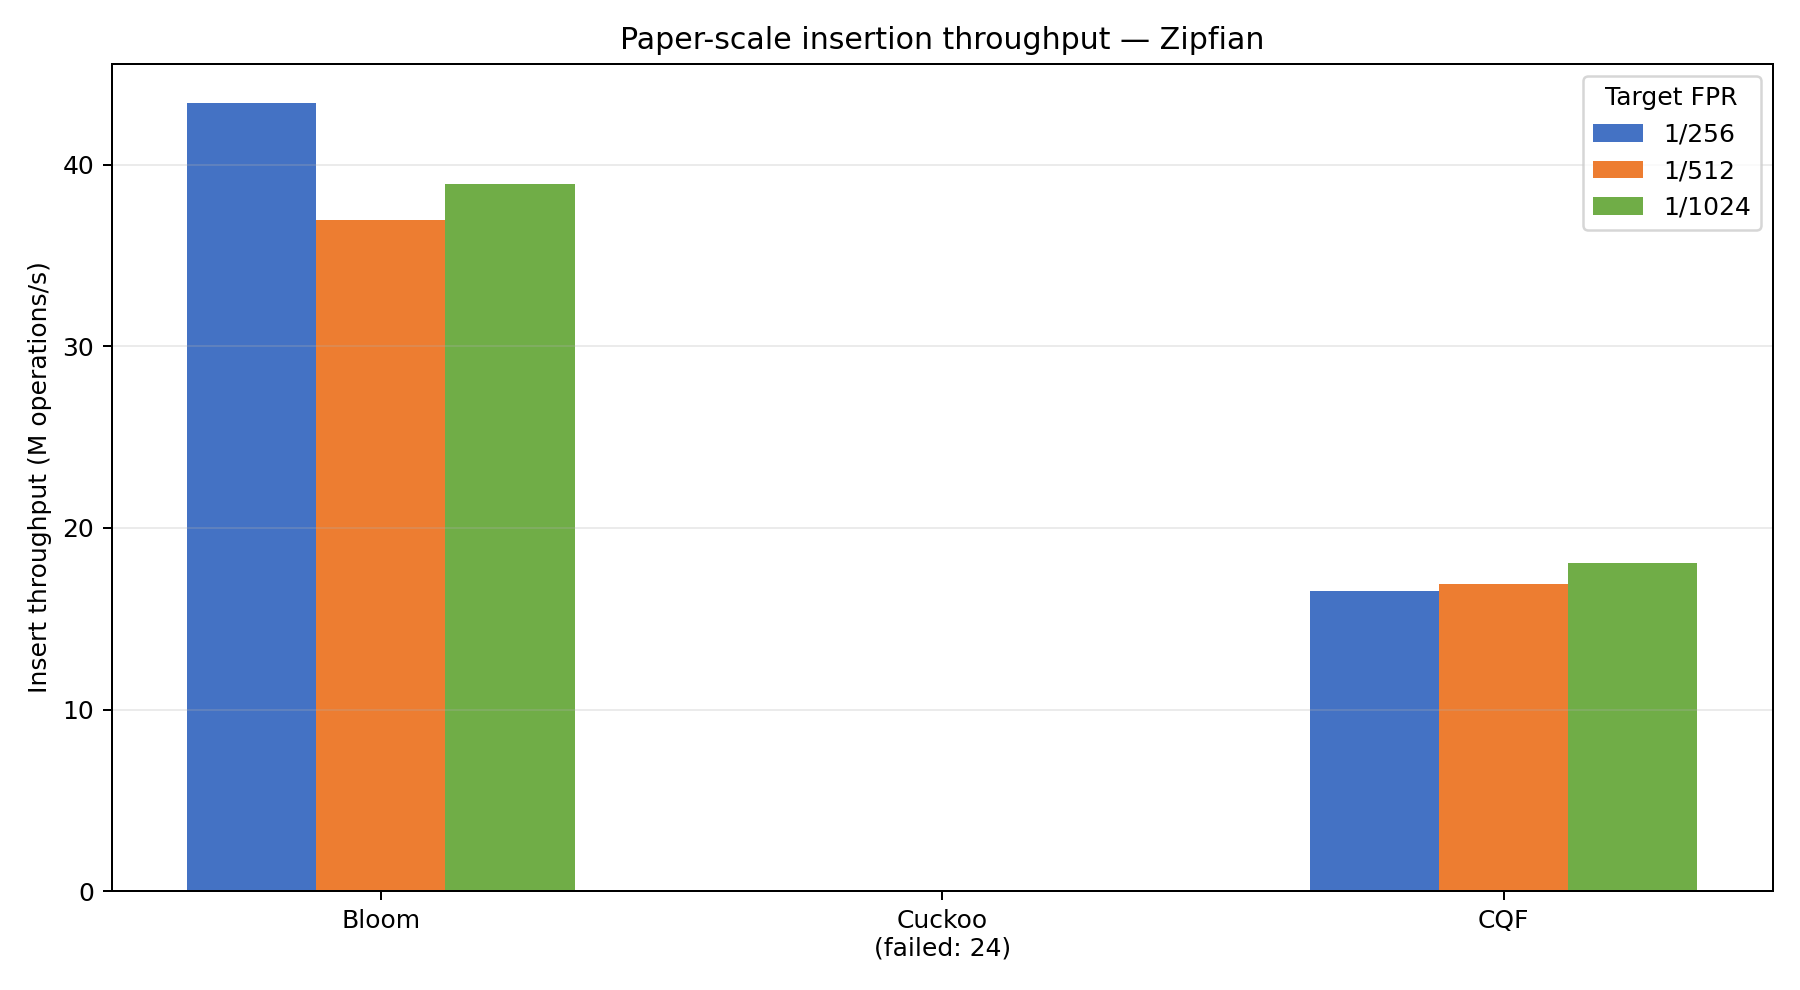 Paper-scale insertion throughput — Zipfian
Target FPR
1/256
1/512
1/1024
Insert throughput (M operations/s)
40
30
20
10
0
Bloom
Cuckoo
(failed: 24)
CQF